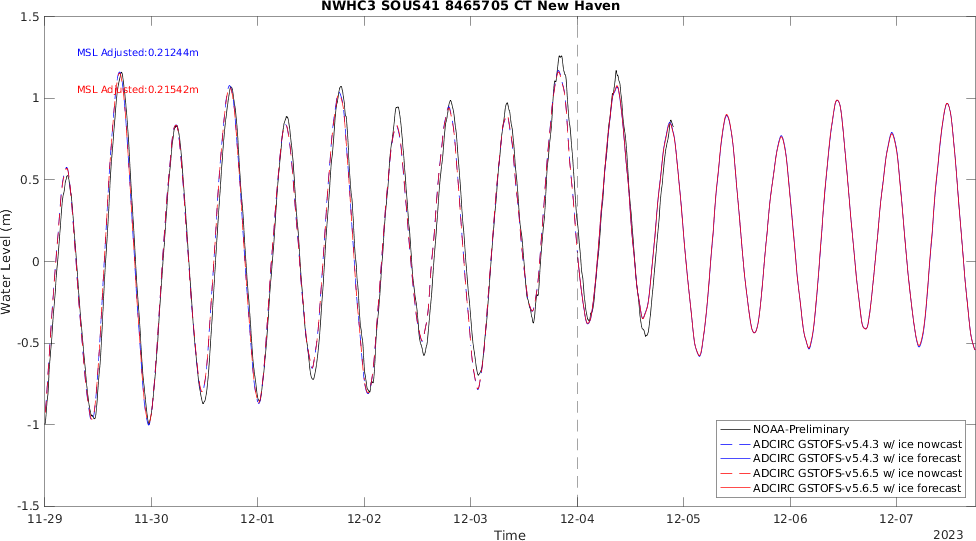 NWHC3 SOUS41 8465705 CT New Haven
1.5
MSL Adjusted:0.21244m
1
MSL Adjusted:0.21542m
0.5
0
Water Level (m)
-0.5
-1
-1.5
NOAA-Preliminary
ADCIRC GSTOFS-v5.4.3 w/ ice nowcast
ADCIRC GSTOFS-v5.4.3 w/ ice forecast
ADCIRC GSTOFS-v5.6.5 w/ ice nowcast
ADCIRC GSTOFS-v5.6.5 w/ ice forecast
11-29 11-30 12-01 12-02 12-03 12-04 12-05 12-06 12-07
Time
2023